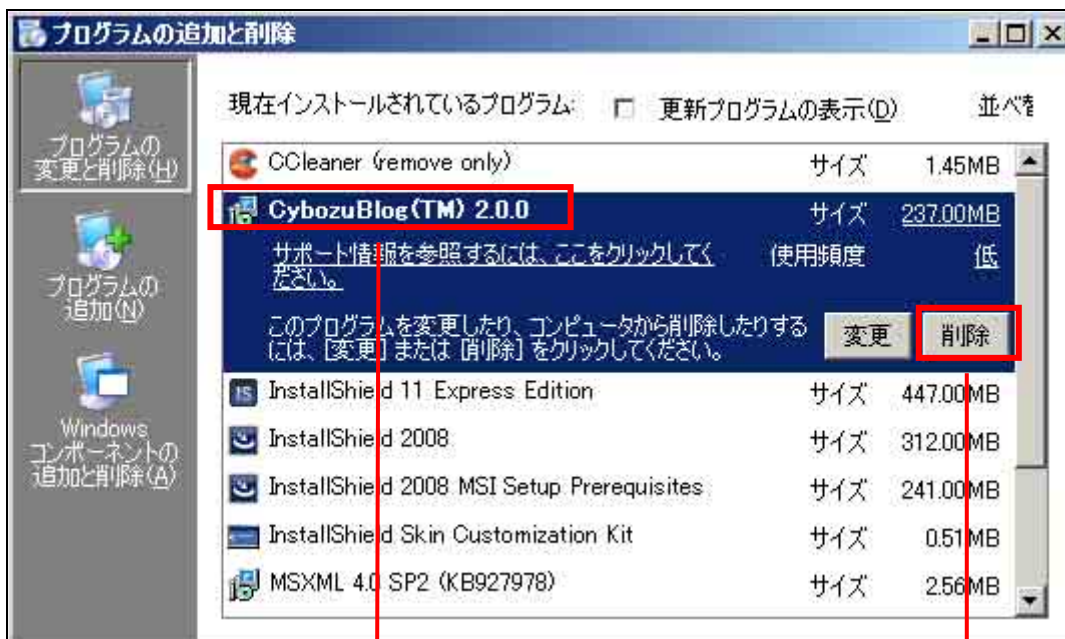 プログラムの追加と削除
現在インストールされているプログラム:
更新プログラムの表示(D)
並べ替
プログラムの
変更と削除(H)
プログラムの
追加(N)
Windows
コンポーネントの
追加と削除(A)
CCleaner (remove only)
サイズ 1.45MB
CybozuBlog(TM) 2.0.0
サイズ 237.00MB
サポート情報を参照するには、ここをクリックしてく
ださい。
使用頻度 低
このプログラムを変更したり、コンピュータから削除したりする
には、[変更] または [削除] をクリックしてください。
変更
削除
InstallShield 11 Express Edition
サイズ 447.00MB
InstallShield 2008
サイズ 312.00MB
InstallShield 2008 MSI Setup Prerequisites
サイズ 241.00MB
InstallShield Skin Customization Kit
サイズ 0.51MB
MSXML 4.0 SP2 (KB927978)
サイズ 2.56MB